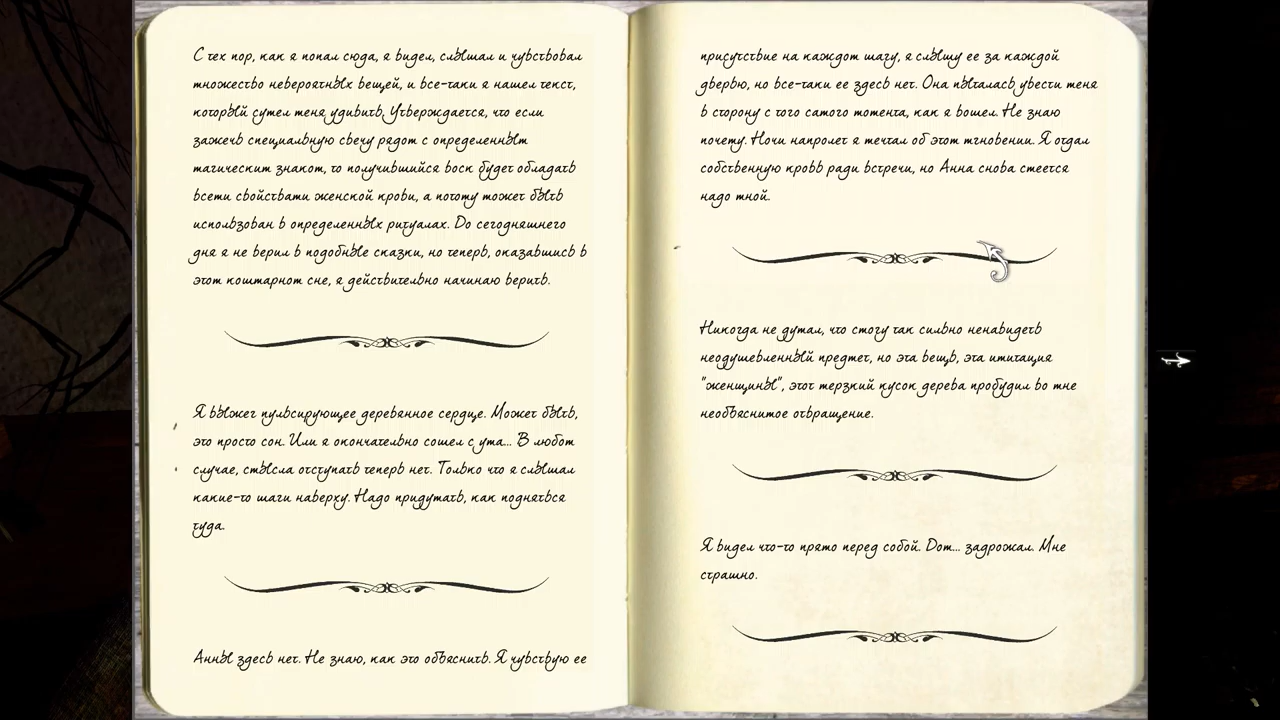 С тех пор, как я попал сюда, я видел, слышал и чувствовал
множество невероятных вещей, и все-таки я нашел текст,
который сумел меня удивить. Утверждается, что если
зажечь специальную свечу рядом с определенным
магическим знаком, то получившийся воск будет обладать
всеми свойствами женской крови, а потому может быть
использован в определенных ритуалах. До сегодняшнего
дня я не верил в подобные сказки, но теперь, оказавшись в
этом кошмарном сне, я действительно начинаю верить.
Я выжег пульсирующее деревянное сердце. Может быть,
это просто сон. Или я окончательно сошел с ума... В любом
случае, смысла отступать теперь нет. Только что я слышал
какие-то шаги наверху. Надо придумать, как подняться
туда.
Анны здесь нет. Не знаю, как это объяснить. Я чувствую ее
присутствие на каждом шагу, я слышу ее за каждой
дверью, но все-таки ее здесь нет. Она пыталась увести меня
в сторону с того самого момента, как я вошел. Не знаю
почему. Ночи напролет я мечтал об этом мгновении. Я отдал
собственную кровь ради встречи, но Анна снова смеется
надо мной.
Никогда не думал, что смогу так сильно ненавидеть
неодушевленный предмет, но эта вещь, эта имитация
"женщины", этот мерзкий кусок дерева пробудил во мне
необъяснимое отвращение.
Я видел что-то прямо перед собой. Дом... задрожал. Мне
страшно.